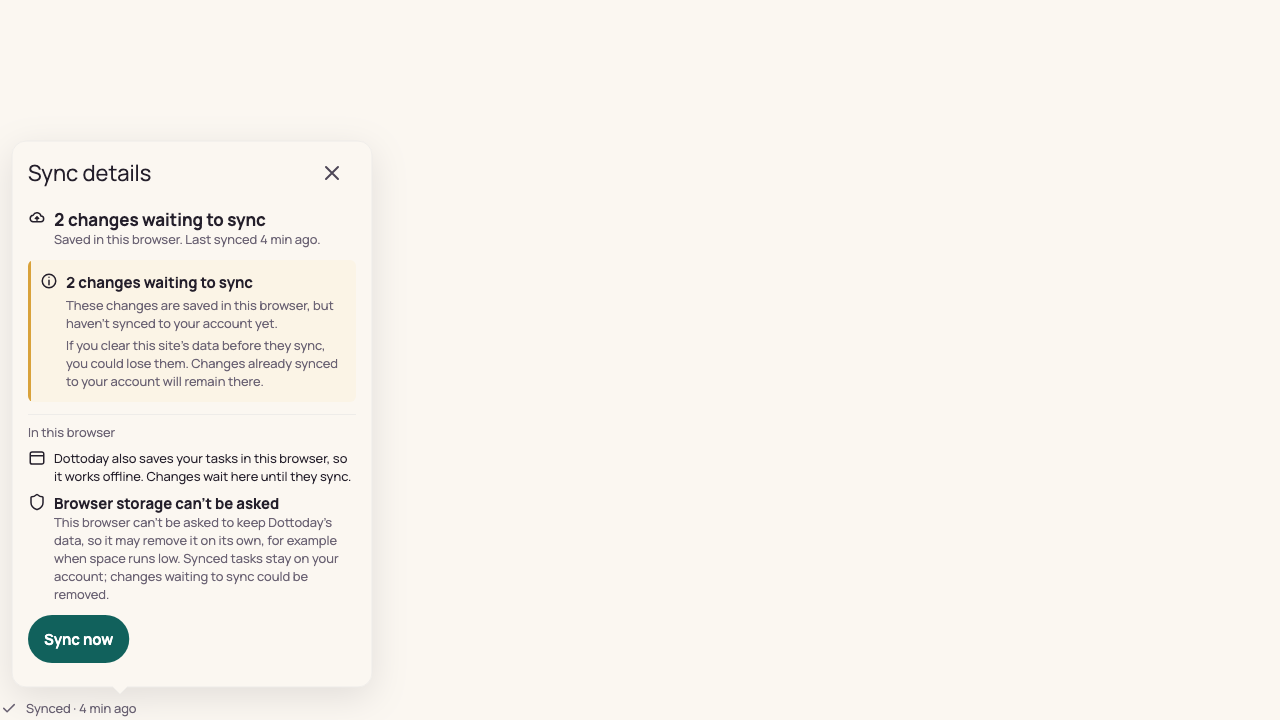 Sync details
2 changes waiting to sync
Saved in this browser. Last synced 4 min ago.
2 changes waiting to sync
These changes are saved in this browser, but
haven't synced to your account yet.
If you clear this site's data before they sync,
you could lose them. Changes already synced
to your account will remain there.
In this browser
Dottoday also saves your tasks in this browser, so
it works offline. Changes wait here until they sync.
Browser storage can't be asked
This browser can't be asked to keep Dottoday's
data, so it may remove it on its own, for example
when space runs low. Synced tasks stay on your
account; changes waiting to sync could be
removed.
Sync now
Synced · 4 min ago